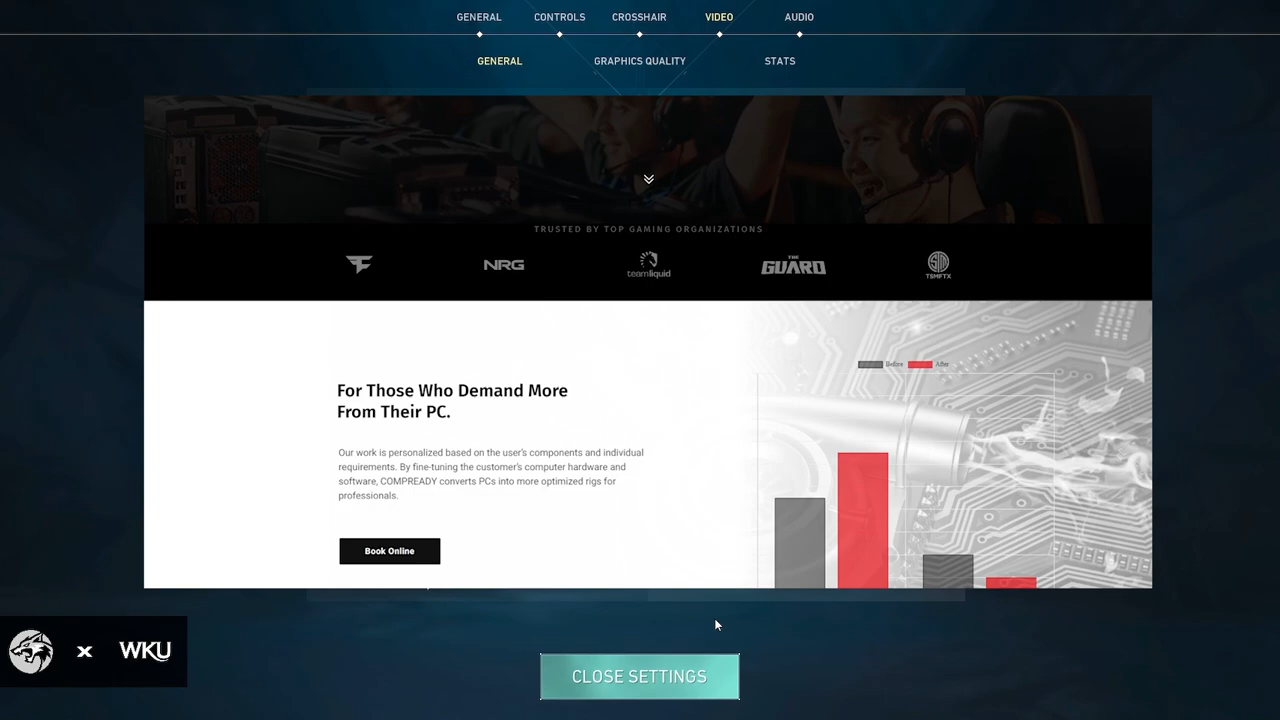 GENERAL CONTROLS CROSSHAIR VIDEO AUDIO
GENERAL GRAPHICS QUALITY STATS
TRUSTED BY TOP GAMING ORGANIZATIONS
NRG teamliquid THE GUARD TSMFTX
Before After
For Those Who Demand More
From Their PC.
Our work is personalized based on the user's components and individual
requirements. By fine-tuning the customer's computer hardware and
software, COMPREADY converts PCs into more optimized rigs for
professionals.
Book Online
x WKU
CLOSE SETTINGS